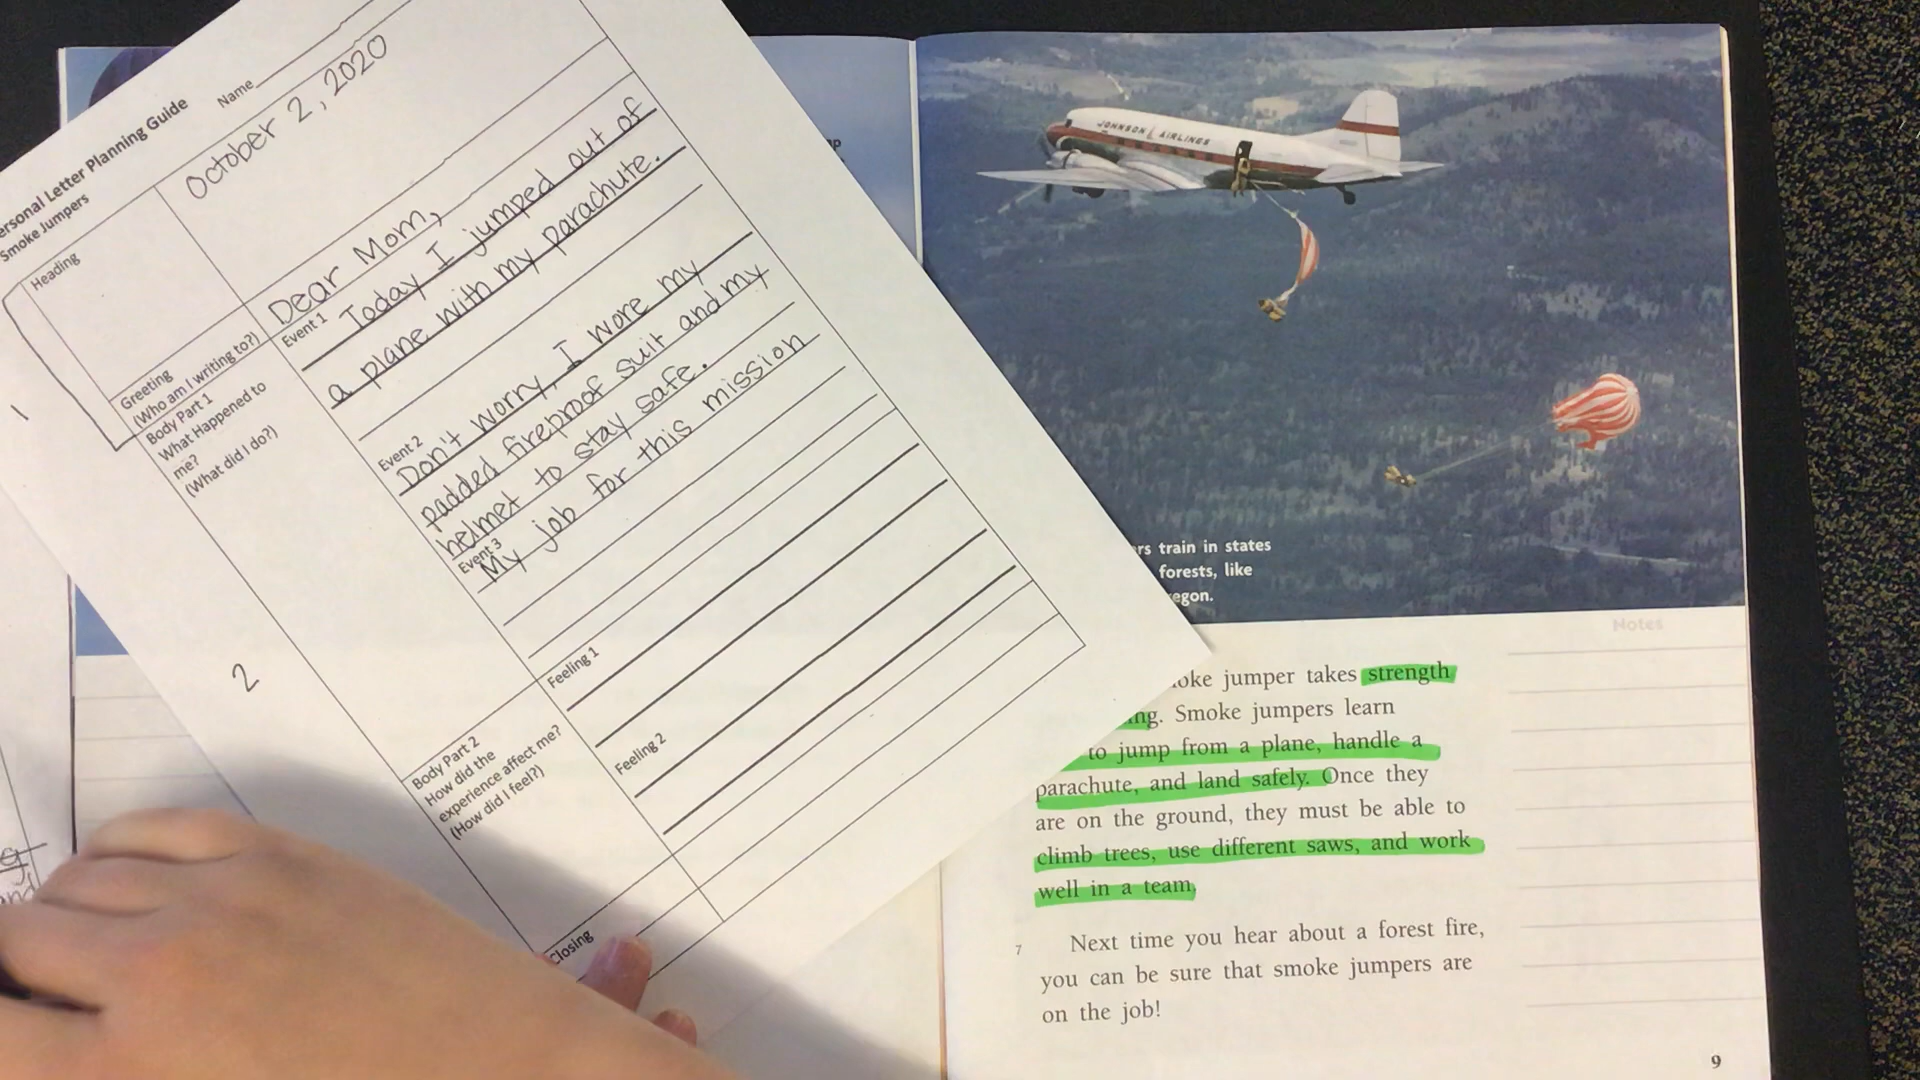 Personal Letter Planning Guide
Smoke Jumpers
Name
Heading
October 2, 2020
Greeting
(Who am I writing to?)
Dear Mom,
Body Part 1
What Happened to
me?
(What did I do?)
Event 1
Today I jumped out of
a plane with my parachute.
Event 2
Don't worry, I wore my
padded fireproof suit and my
helmet to stay safe.
Event 3
My job for this mission
Body Part 2
How did the
experience affect me?
(How did I feel?)
Feeling 1
Feeling 2
Closing
1
2
JOHNSON AIRLINES
train in states
forests, like
Notes
jumper takes strength
Smoke jumpers learn
to jump from a plane, handle a
parachute, and land safely. Once they
are on the ground, they must be able to
climb trees, use different saws, and work
well in a team.
7
Next time you hear about a forest fire,
you can be sure that smoke jumpers are
on the job!
9